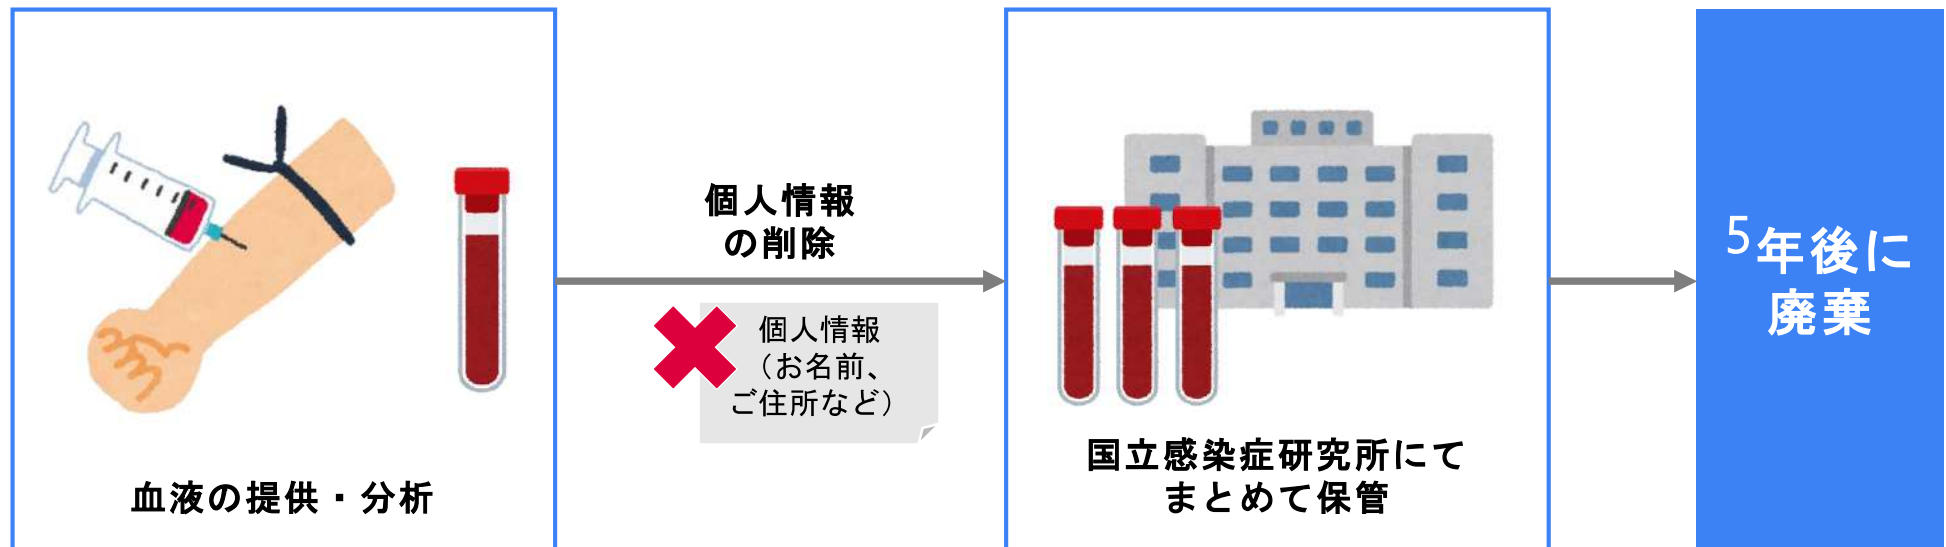 血液の提供・分析
個人情報
の削除
個人情報
（お名前、
ご住所など）
国立感染症研究所にて
まとめて保管
5年後に
廃棄